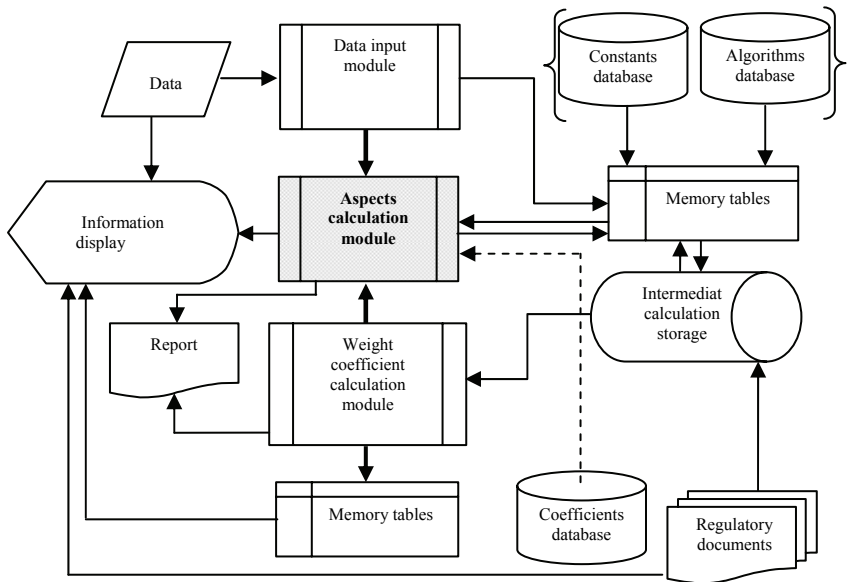 Data
Data input
module
Constants
database
Algorithms
database
Aspects
calculation
module
Memory tables
Information
display
Intermediat
calculation
storage
Report
Weight
coefficient
calculation
module
Memory tables
Coefficients
database
Regulatory
documents